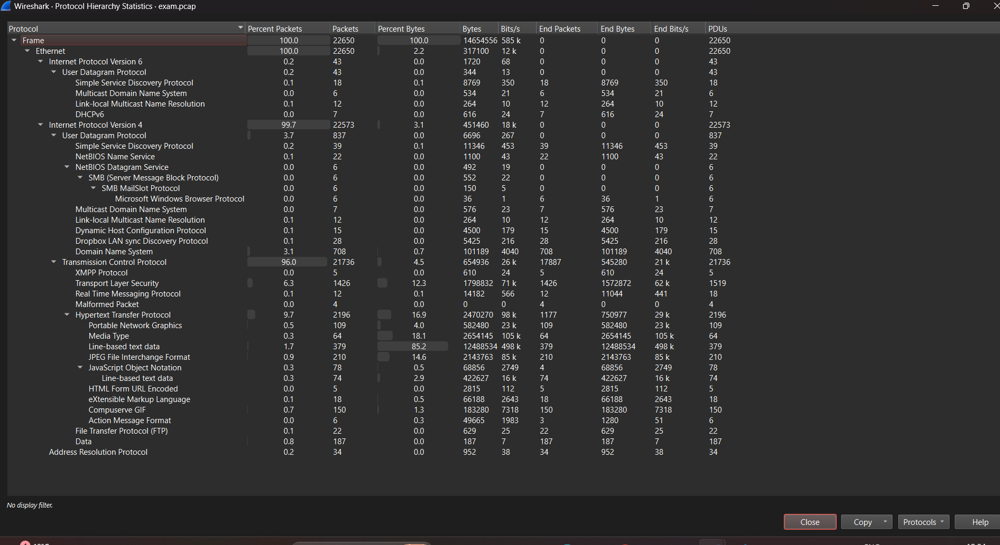 Wireshark · Protocol Hierarchy Statistics · exam.pcap
Protocol Percent Packets Packets Percent Bytes Bytes Bits/s End Packets End Bytes End Bits/s PDUs
Frame 100.0 22650 100.0 14654556 585 k 0 0 0 22650
Ethernet 100.0 22650 2.2 317100 12 k 0 0 0 22650
Internet Protocol Version 6 0.2 43 0.0 1720 68 0 0 0 43
User Datagram Protocol 0.2 43 0.0 344 13 0 0 0 43
Simple Service Discovery Protocol 0.1 18 0.1 8769 350 18 8769 350 18
Multicast Domain Name System 0.0 6 0.0 534 21 6 534 21 6
Link-local Multicast Name Resolution 0.1 12 0.0 264 10 12 264 10 12
DHCPv6 0.0 7 0.0 616 24 7 616 24 7
Internet Protocol Version 4 99.7 22573 3.1 451460 18 k 0 0 0 22573
User Datagram Protocol 3.7 837 0.0 6696 267 0 0 0 837
Simple Service Discovery Protocol 0.2 39 0.1 11346 453 39 11346 453 39
NetBIOS Name Service 0.1 22 0.0 1100 43 22 1100 43 22
NetBIOS Datagram Service 0.0 6 0.0 492 19 0 0 0 6
SMB (Server Message Block Protocol) 0.0 6 0.0 552 22 0 0 0 6
SMB MailSlot Protocol 0.0 6 0.0 150 5 0 0 0 6
Microsoft Windows Browser Protocol 0.0 6 0.0 36 1 6 36 1 6
Multicast Domain Name System 0.0 7 0.0 576 23 7 576 23 7
Link-local Multicast Name Resolution 0.1 12 0.0 264 10 12 264 10 12
Dynamic Host Configuration Protocol 0.1 15 0.0 4500 179 15 4500 179 15
Dropbox LAN sync Discovery Protocol 0.1 28 0.0 5425 216 28 5425 216 28
Domain Name System 3.1 708 0.7 101189 4040 708 101189 4040 708
Transmission Control Protocol 96.0 21736 4.5 654936 26 k 17887 545280 21 k 21736
XMPP Protocol 0.0 5 0.0 610 24 5 610 24 5
Transport Layer Security 6.3 1426 12.3 1798832 71 k 1426 1572872 62 k 1519
Real Time Messaging Protocol 0.1 12 0.1 14182 566 12 11044 441 18
Malformed Packet 0.0 4 0.0 0 0 4 0 0 4
Hypertext Transfer Protocol 9.7 2196 16.9 2470270 98 k 1177 750977 29 k 2196
Portable Network Graphics 0.5 109 4.0 582480 23 k 109 582480 23 k 109
Media Type 0.3 64 18.1 2654145 105 k 64 2654145 105 k 64
Line-based text data 1.7 379 85.2 12488534 498 k 379 12488534 498 k 379
JPEG File Interchange Format 0.9 210 14.6 2143763 85 k 210 2143763 85 k 210
JavaScript Object Notation 0.3 78 0.5 68856 2749 4 68856 2749 78
Line-based text data 0.3 74 2.9 422627 16 k 74 422627 16 k 74
HTML Form URL Encoded 0.0 5 0.0 2815 112 5 2815 112 5
eXtensible Markup Language 0.1 18 0.5 66188 2643 18 66188 2643 18
Compuserve GIF 0.7 150 1.3 183280 7318 150 183280 7318 150
Action Message Format 0.0 6 0.3 49665 1983 3 1280 51 6
File Transfer Protocol (FTP) 0.1 22 0.0 629 25 22 629 25 22
Data 0.8 187 0.0 187 7 187 187 7 187
Address Resolution Protocol 0.2 34 0.0 952 38 34 952 38 34
No display filter.
Close Copy Protocols Help